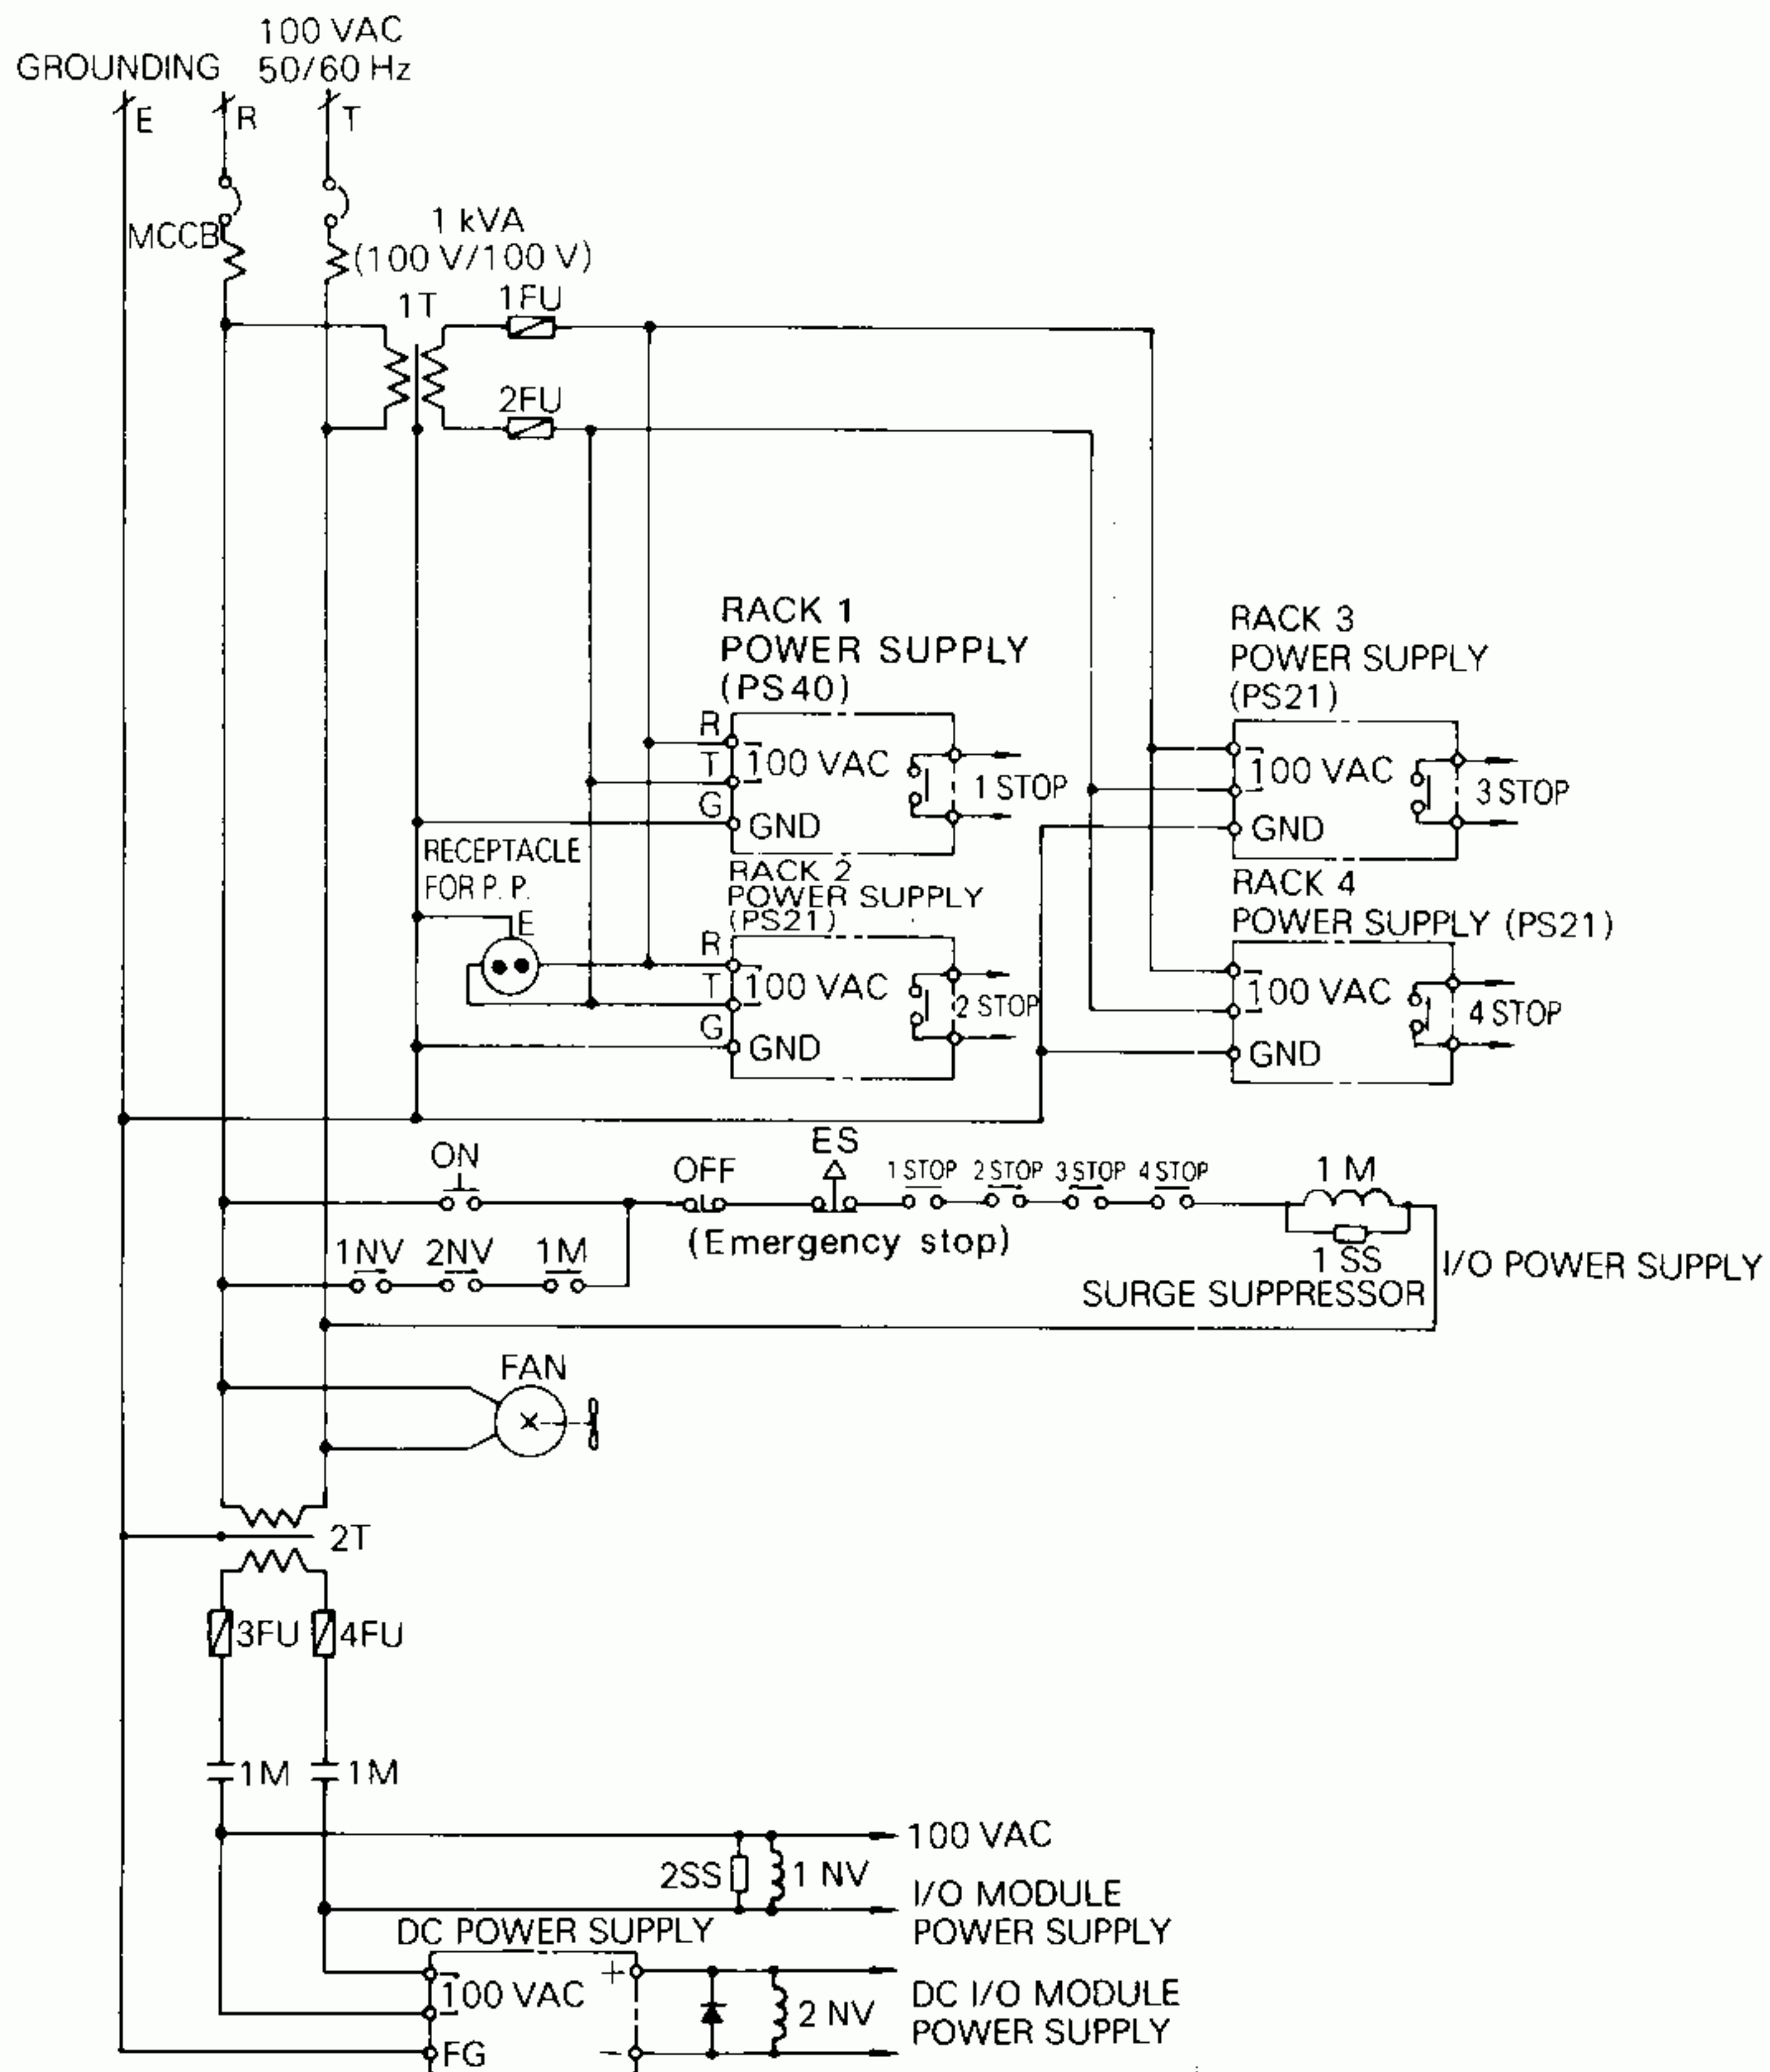 100 VAC
GROUNDING 50/60 Hz
E R T
MCCB
1 kVA
(100 V/100 V)
1T 1FU
2FU
RACK 1
POWER SUPPLY
(PS40)
R
T 100 VAC
G GND
1 STOP
RACK 3
POWER SUPPLY
(PS21)
100 VAC
GND
3 STOP
RECEPTACLE
FOR P. P.
E
RACK 2
POWER SUPPLY
(PS21)
R
T 100 VAC
G GND
2 STOP
RACK 4
POWER SUPPLY (PS21)
100 VAC
GND
4 STOP
ON OFF ES 1 STOP 2 STOP 3 STOP 4 STOP 1 M
(Emergency stop)
1NV 2NV 1M
1 SS
SURGE SUPPRESSOR
I/O POWER SUPPLY
FAN
2T
3FU 4FU
1M 1M
100 VAC
2SS 1 NV
I/O MODULE
POWER SUPPLY
DC POWER SUPPLY
100 VAC
+
FG
−
2 NV
DC I/O MODULE
POWER SUPPLY